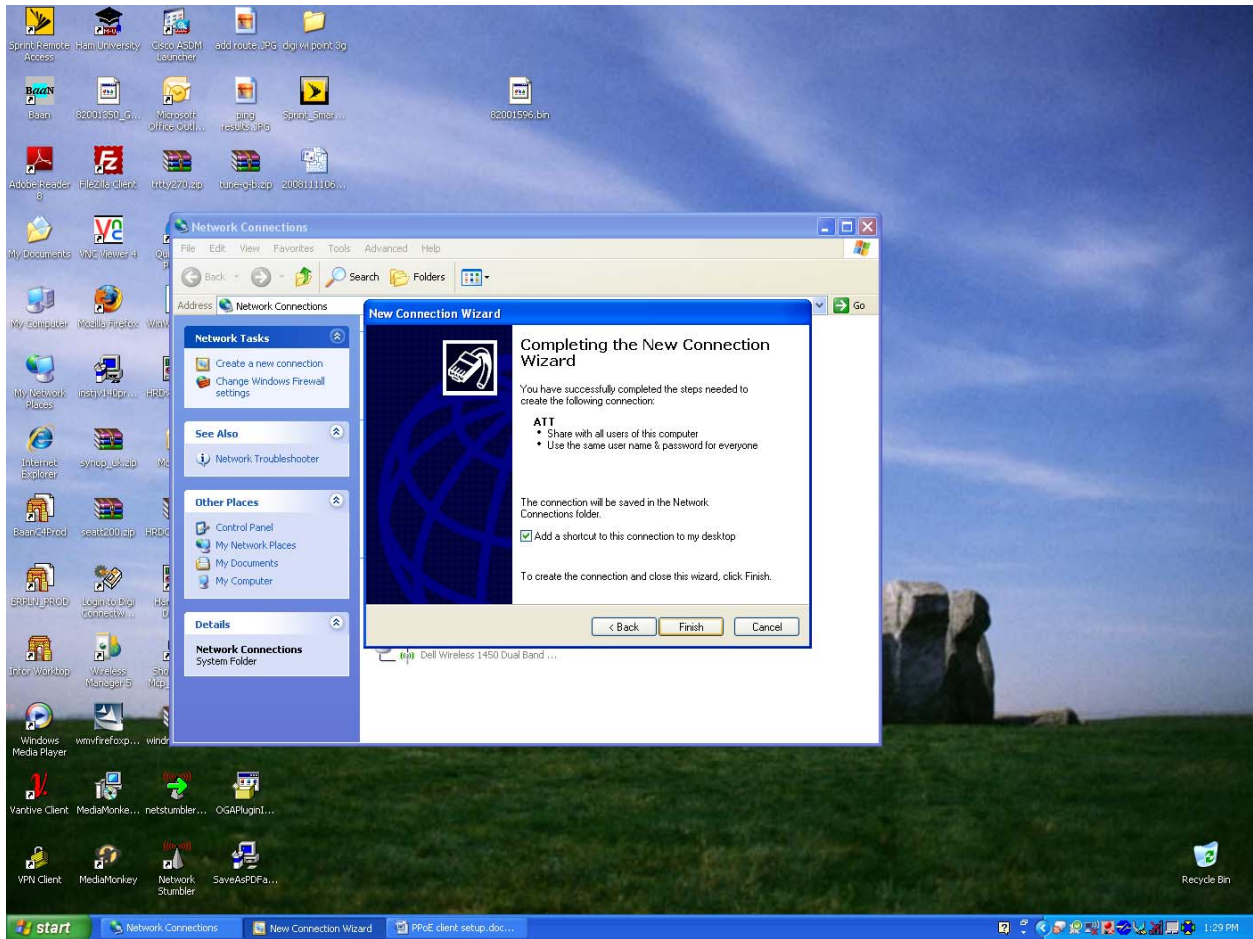 Sprint Remote
Access
Ham University
Cisco ASDM
Launcher
add route.JPG
digi wi point 3g
Baan
82001350_G...
Microsoft
Office Outl...
ping
results.JPG
Sprint_Smar...
82001596.bin
Adobe Reader
8
FileZilla Client
trtty270.zip
tune-g-b.zip
2008111106...
My Documents
VNC Viewer 4
My Computer
Mozilla Firefox
My Network
Places
Internet
Explorer
synop_uk.zip
BaanC4Prod
seatt200.zip
ERPLN_PROD
Login to Digi
Connectw...
Infor Worktop
Wireless
Manager 5
Windows
Media Player
wmvfirefoxp...
windr
Vantive Client
MediaMonke...
netstumbler...
OGAPluginI...
VPN Client
MediaMonkey
Network
Stumbler
SaveAsPDFa...
Recycle Bin
Network Connections
File Edit View Favorites Tools Advanced Help
Back Search Folders
Address Network Connections Go
Network Tasks
Create a new connection
Change Windows Firewall
settings
See Also
Network Troubleshooter
Other Places
Control Panel
My Network Places
My Documents
My Computer
Details
Network Connections
System Folder
Dell Wireless 1450 Dual Band ...
New Connection Wizard
Completing the New Connection
Wizard
You have successfully completed the steps needed to
create the following connection:
ATT
• Share with all users of this computer
• Use the same user name & password for everyone
The connection will be saved in the Network
Connections folder.
Add a shortcut to this connection to my desktop
To create the connection and close this wizard, click Finish.
< Back Finish Cancel
start Network Connections New Connection Wizard PPoE client setup.doc... 1:29 PM